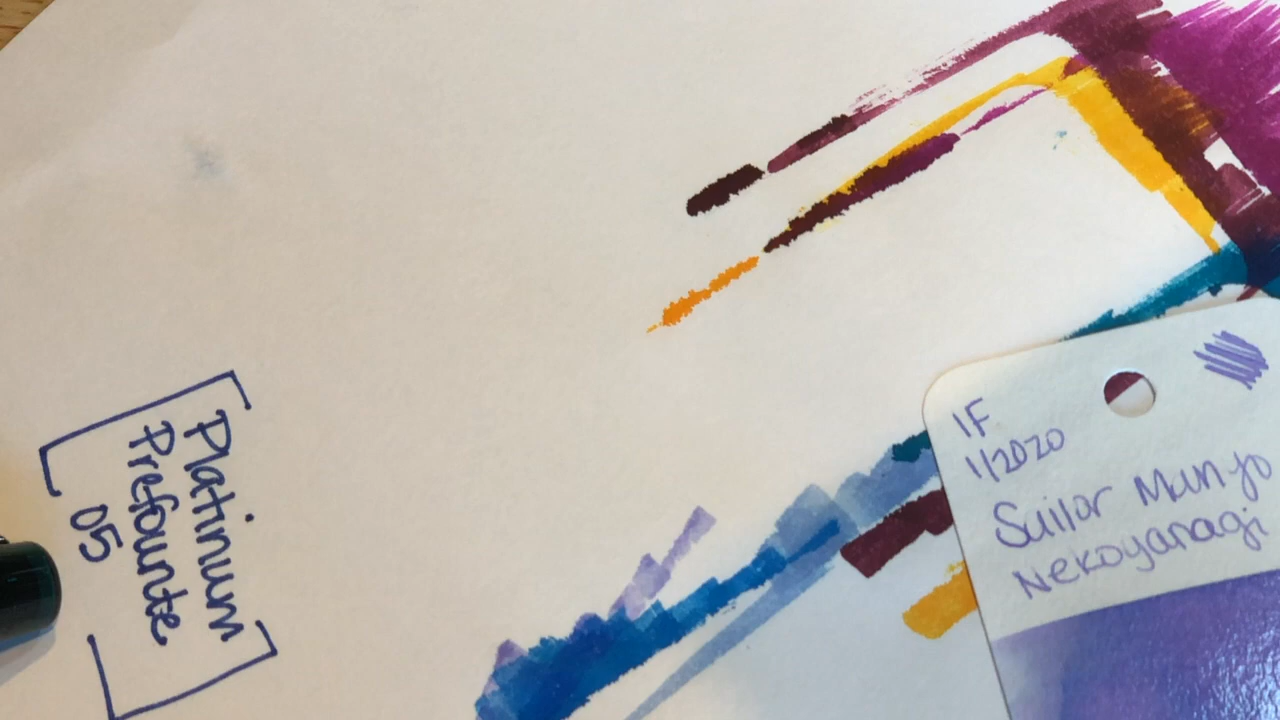 Platinum
Prefounte
05
IF
1/2020
Sailor Manyo
Nekoyanagi